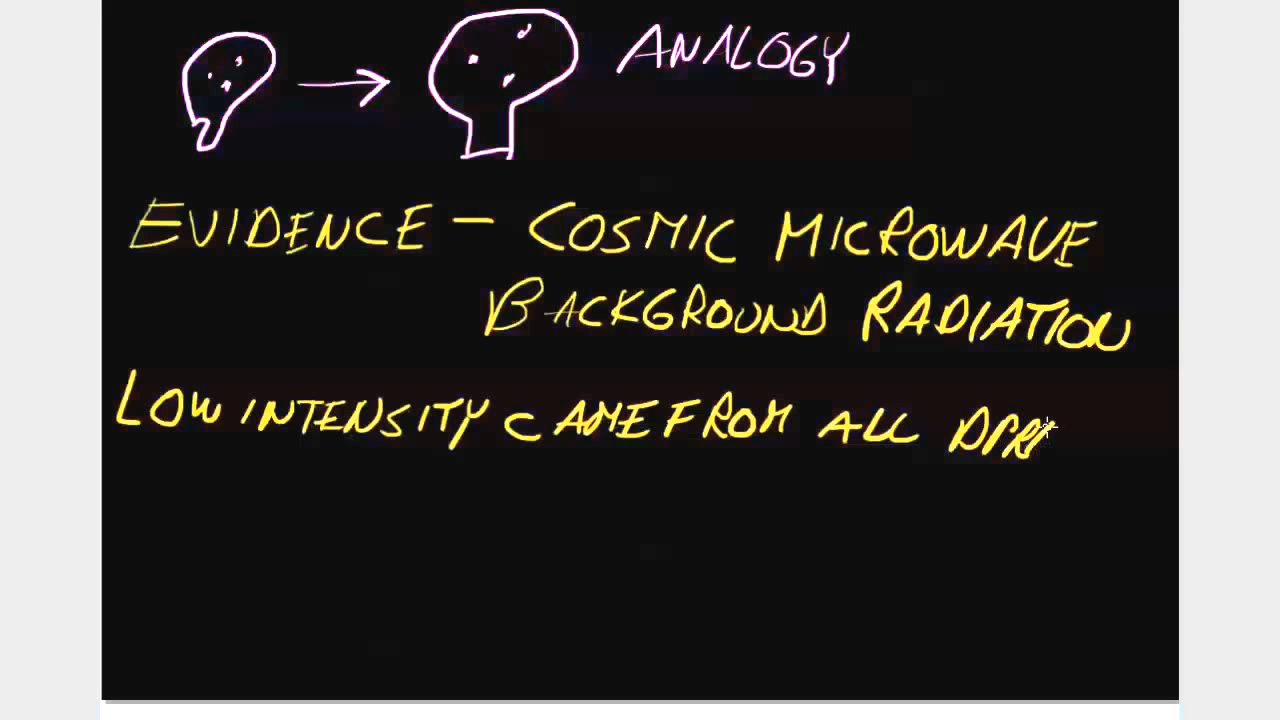 ANALOGY
EVIDENCE - COSMIC MICROWAVE
BACKGROUND RADIATION
LOW INTENSITY CAME FROM ALL